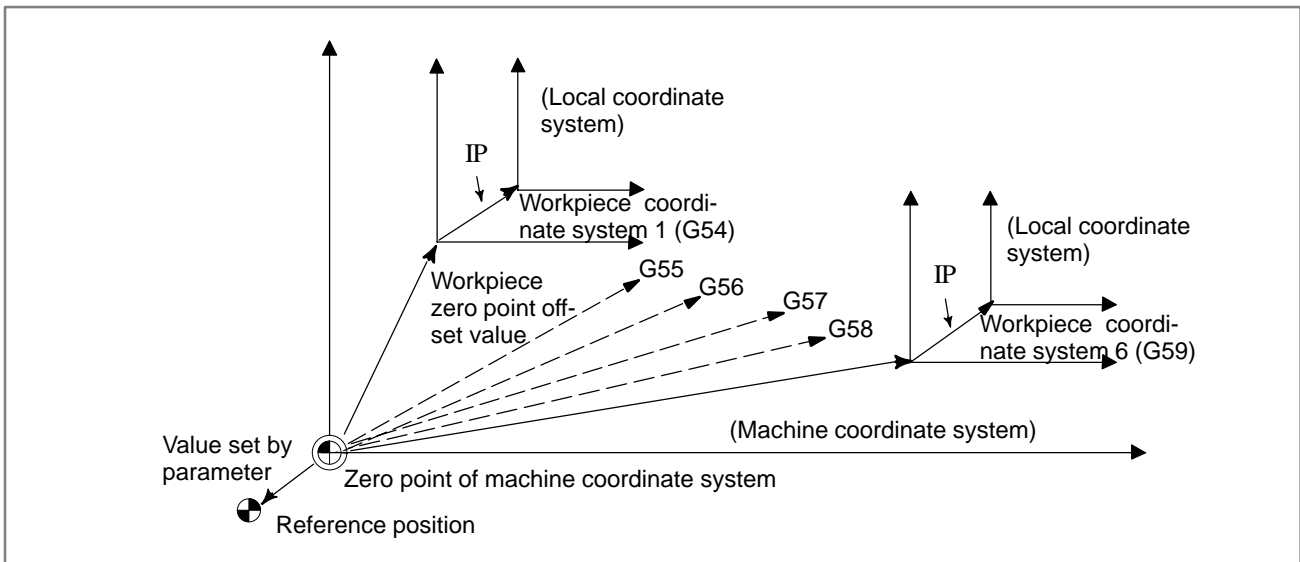 (Local coordinate
system)
IP
Workpiece coordi-
nate system 1 (G54)
Workpiece
zero point off-
set value
G55
G56
G57
G58
(Local coordinate
system)
IP
Workpiece coordi-
nate system 6 (G59)
(Machine coordinate system)
Value set by
parameter
Zero point of machine coordinate system
Reference position